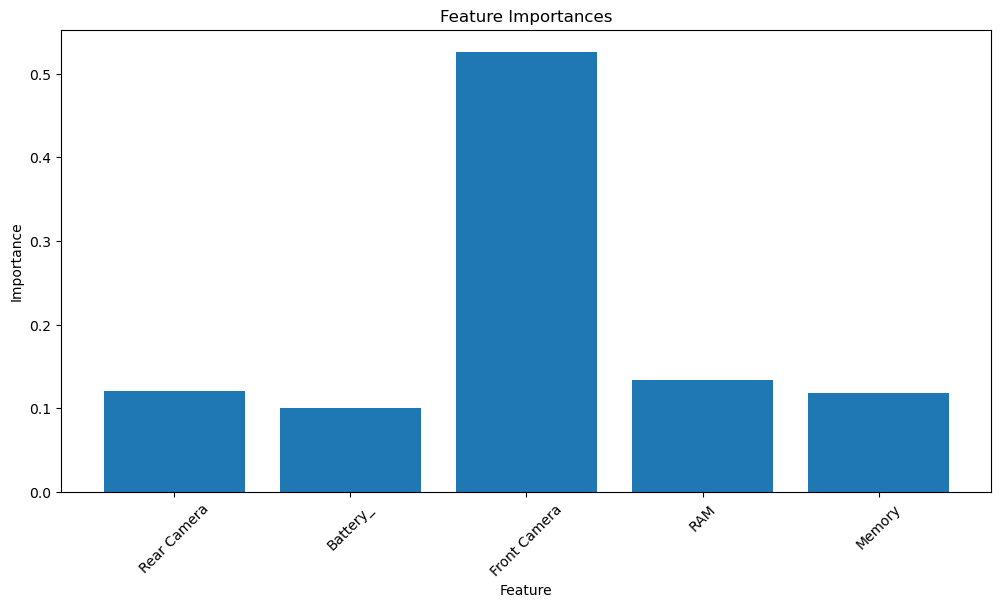 Feature Importances
Importance
0.5
0.4
0.3
0.2
0.1
0.0
Rear Camera
Battery_
Front Camera
RAM
Memory
Feature